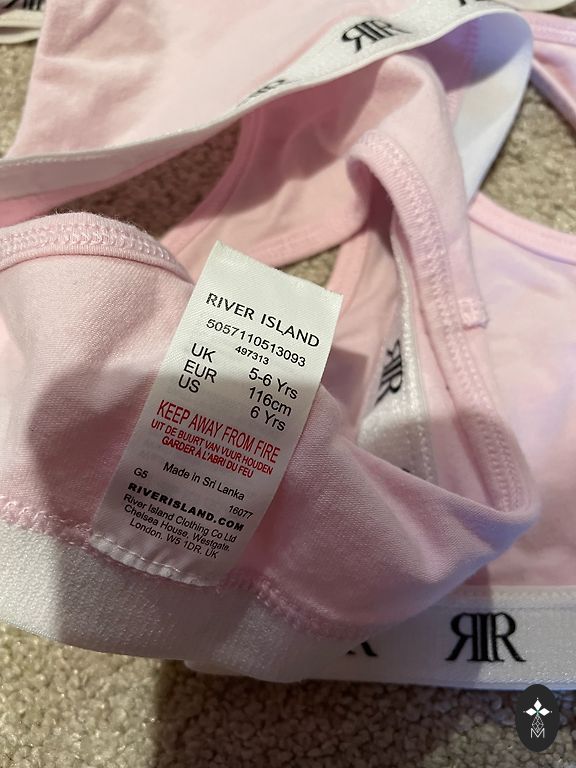 RIR
RIR
RIVER ISLAND
5057110513093
497313
UK 5-6 Yrs
EUR 116cm
US 6 Yrs
KEEP AWAY FROM FIRE
UIT DE BUURT VAN VUUR HOUDEN
GARDER À L'ABRI DU FEU
Made in Sri Lanka
G5 16077
RIVERISLAND.COM
River Island Clothing Co Ltd
Chelsea House, Westgate,
London. W5 1DR, UK
RIR
RIR
M